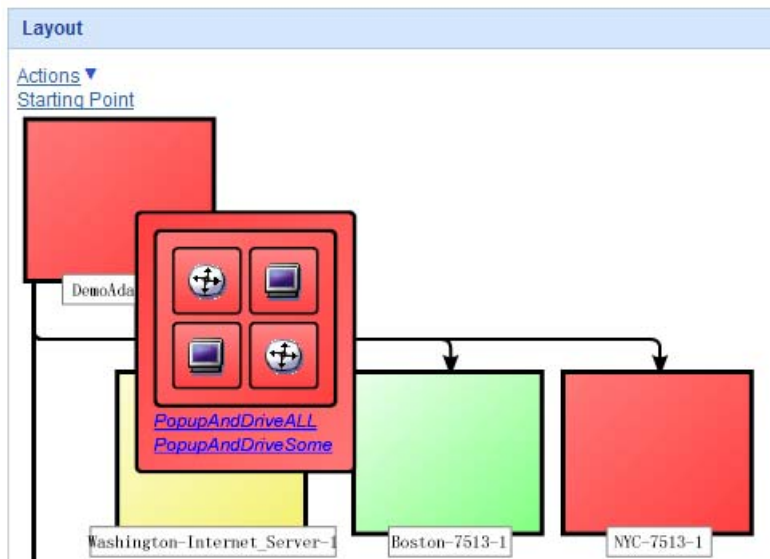 Layout
Actions
Starting Point
DemoAda
PopupAndDriveALL
PopupAndDriveSome
Washington-Internet_Server-1
Boston-7513-1
NYC-7513-1